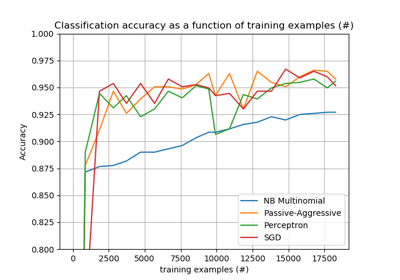 Classification accuracy as a function of training examples (#)
1.000
0.975
0.950
0.925
0.900
0.875
0.850
0.825
0.800
Accuracy
NB Multinomial
Passive-Aggressive
Perceptron
SGD
0 2500 5000 7500 10000 12500 15000 17500
training examples (#)